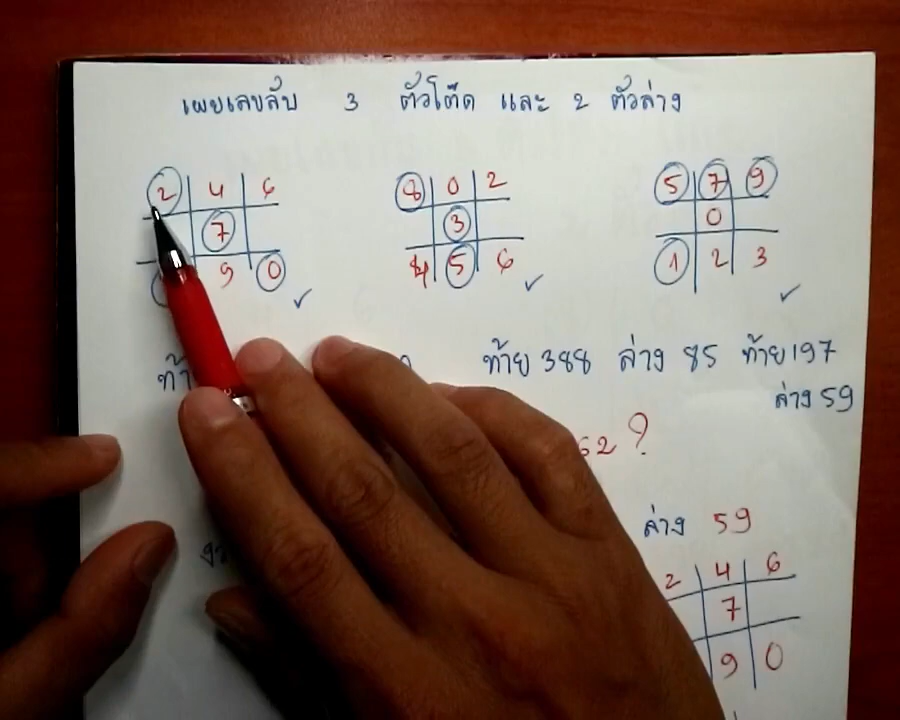 เผยเลขลับ 3 ตัวโต๊ด และ 2 ตัวล่าง
2 4 6 8 0 2 5 7 9
7 3 0
9 0 4 5 6 1 2 3
ท้าย 388 ล่าง 85 ท้าย 197
ล่าง 59
62 ?
ล่าง 59
2 4 6
7
9 0